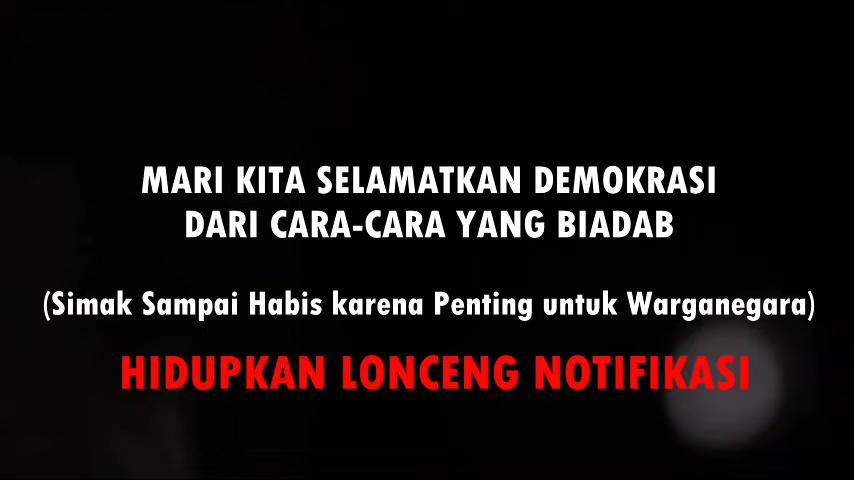 MARI KITA SELAMATKAN DEMOKRASI
DARI CARA-CARA YANG BIADAB
(Simak Sampai Habis karena Penting untuk Warganegara)
HIDUPKAN LONCENG NOTIFIKASI